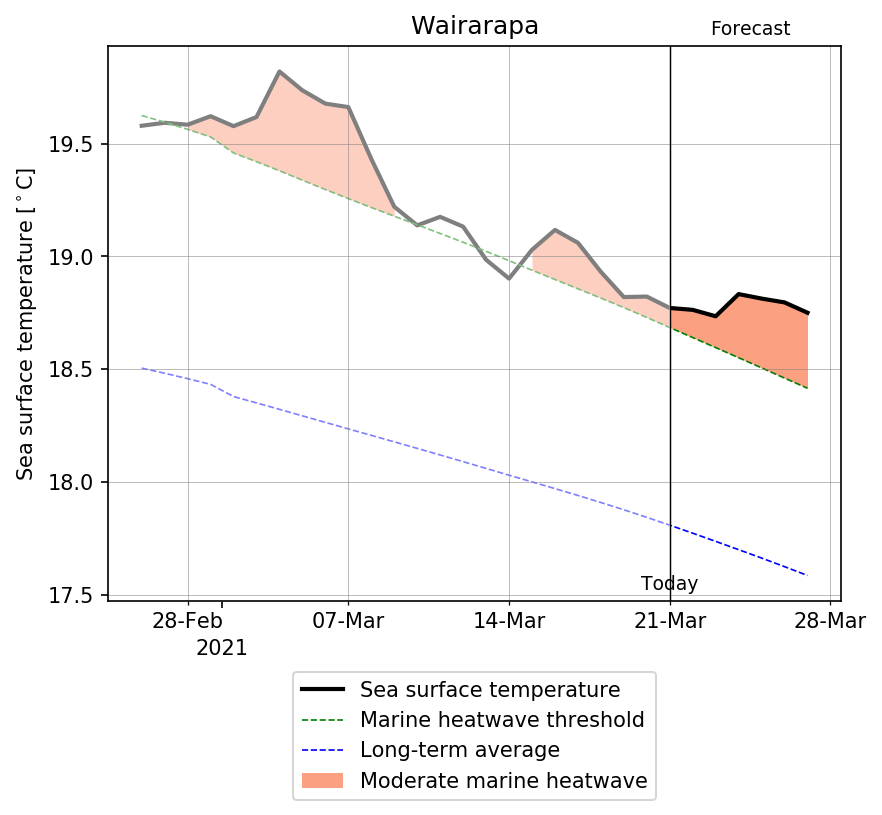 Wairarapa
Forecast
Sea surface temperature [°C]
19.5
19.0
18.5
18.0
17.5
Today
28-Feb 07-Mar 14-Mar 21-Mar 28-Mar
2021
Sea surface temperature
Marine heatwave threshold
Long-term average
Moderate marine heatwave